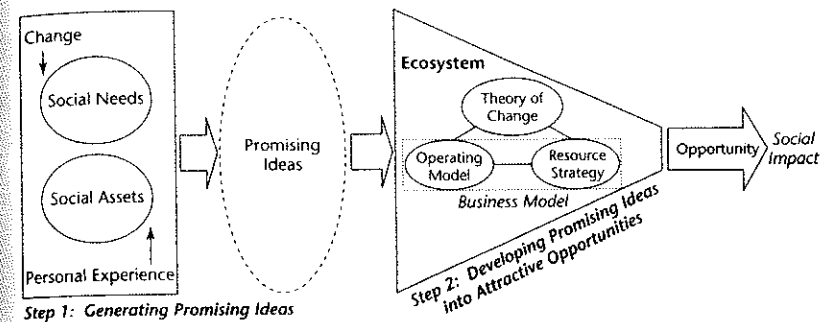 Change
Social Needs
Social Assets
Personal Experience
Step 1: Generating Promising Ideas
Promising
Ideas
Ecosystem
Theory of
Change
Operating
Model
Resource
Strategy
Business Model
Step 2: Developing Promising Ideas
into Attractive Opportunities
Opportunity
Social
Impact